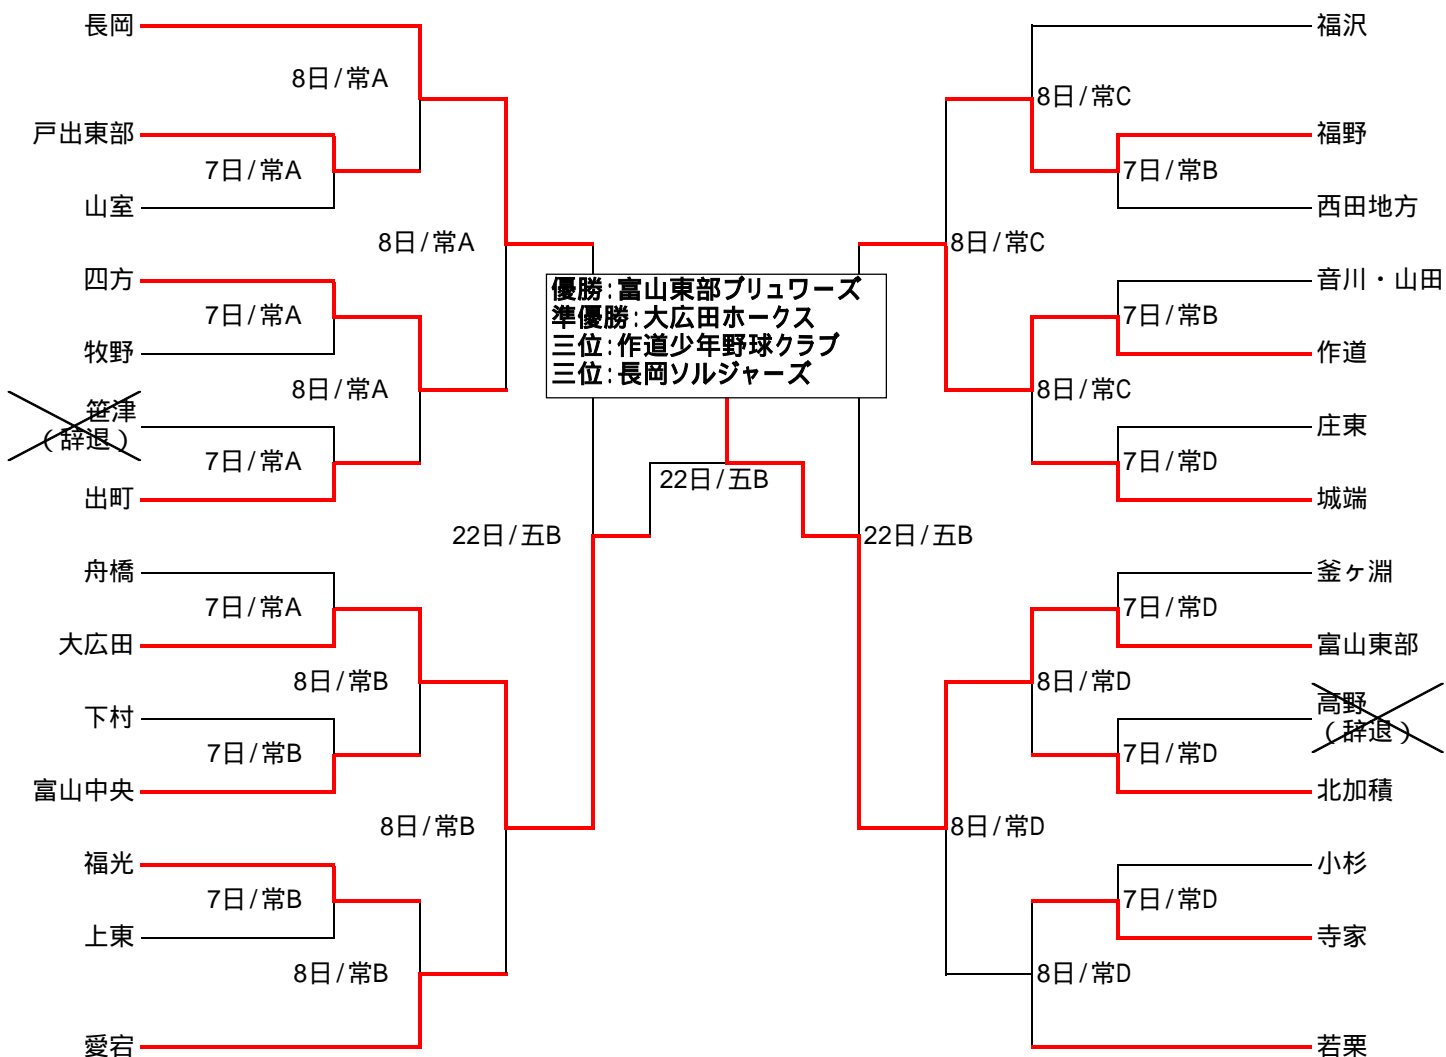 長岡
8日/常A
戸出東部
7日/常A
山室
8日/常A
四方
7日/常A
牧野
8日/常A
笹津
(辞退)
7日/常A
出町
舟橋
7日/常A
大広田
8日/常B
下村
7日/常B
富山中央
8日/常B
福光
7日/常B
上東
8日/常B
愛宕
優勝:富山東部ブリュワーズ
準優勝:大広田ホークス
三位:作道少年野球クラブ
三位:長岡ソルジャーズ
22日/五B
22日/五B
22日/五B
福沢
8日/常C
福野
7日/常B
西田地方
8日/常C
音川・山田
7日/常B
作道
8日/常C
庄東
7日/常D
城端
釜ヶ淵
7日/常D
富山東部
8日/常D
高野
(辞退)
7日/常D
北加積
8日/常D
小杉
7日/常D
寺家
8日/常D
若栗